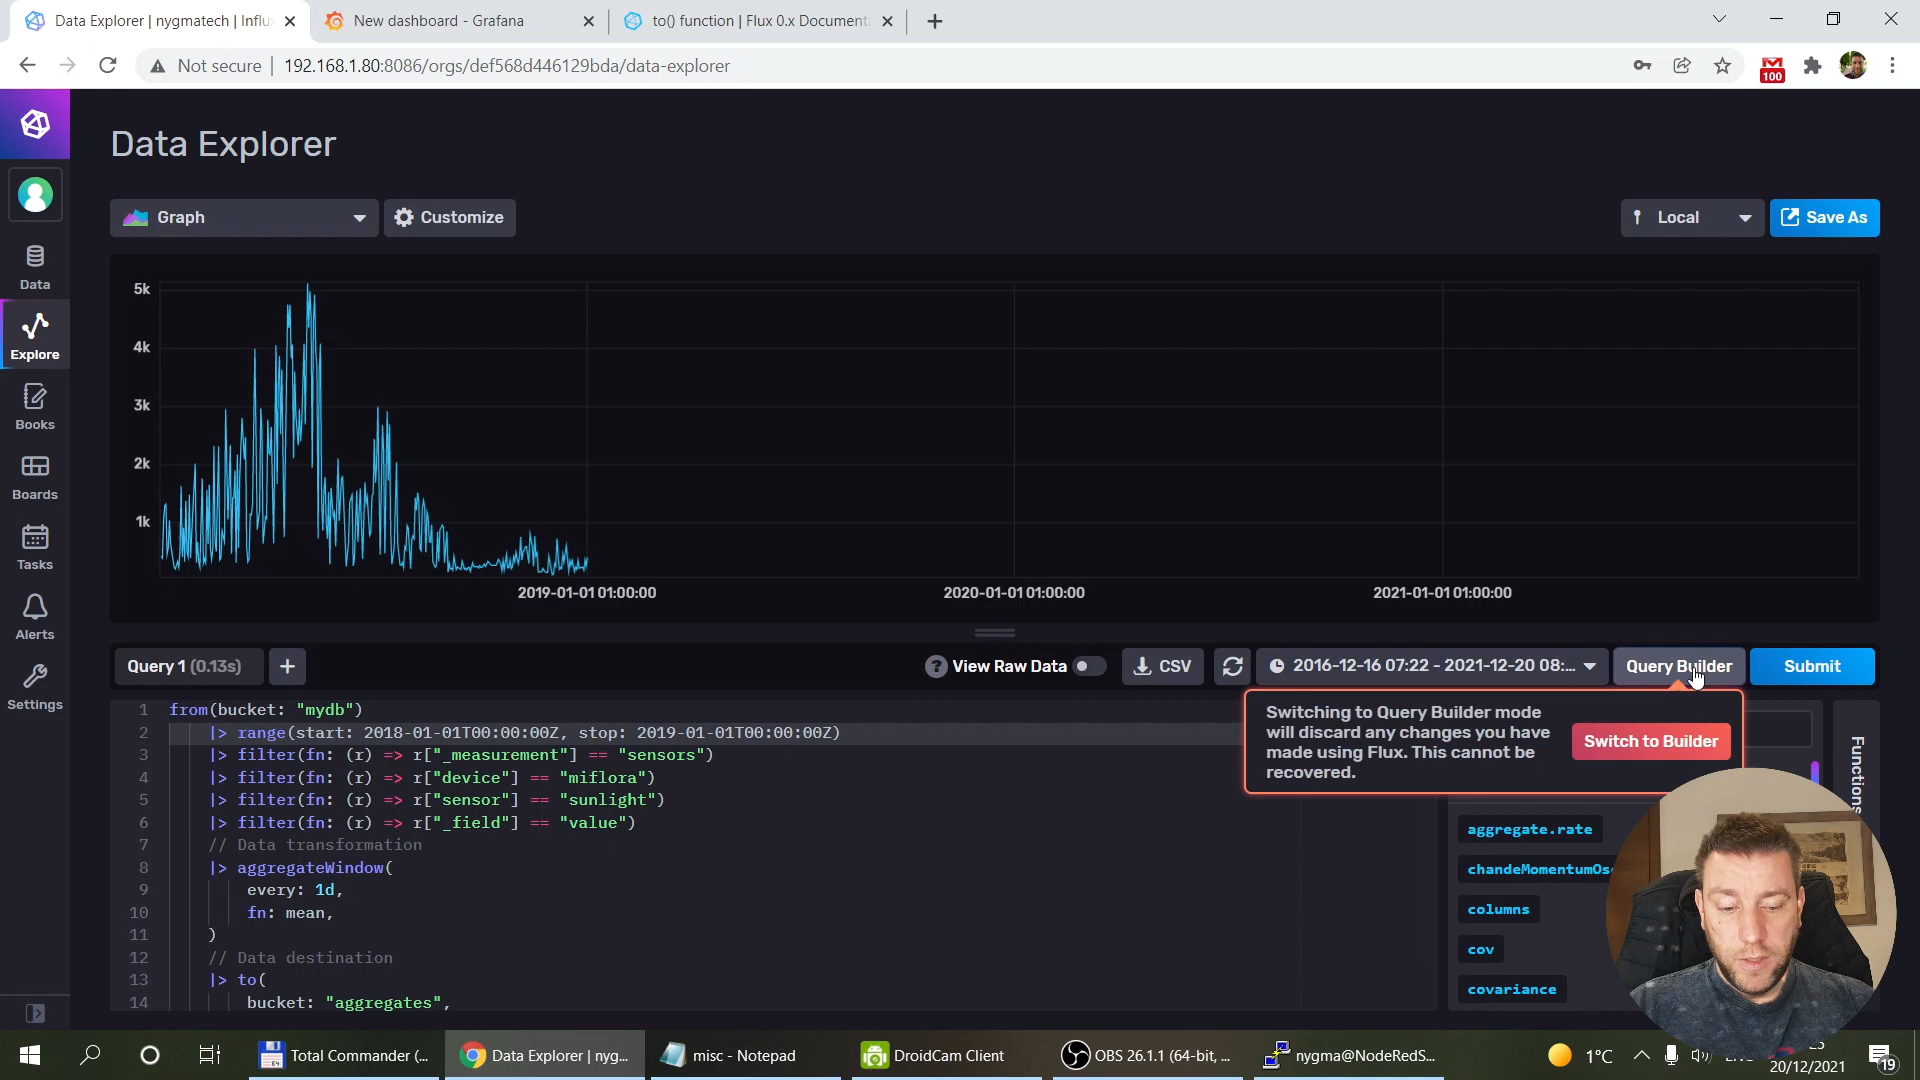 Data Explorer | nygmatech | Influ
New dashboard - Grafana
to() function | Flux 0.x Documenta
Not secure
192.168.1.80:8086/orgs/def568d446129bda/data-explorer
100
Data Explorer
Graph
Customize
Local
Save As
Data
Explore
Books
Boards
Tasks
Alerts
Settings
5k
4k
3k
2k
1k
2019-01-01 01:00:00
2020-01-01 01:00:00
2021-01-01 01:00:00
Query 1 (0.13s)
View Raw Data
CSV
2016-12-16 07:22 - 2021-12-20 08:...
Query Builder
Submit
Switching to Query Builder mode
will discard any changes you have
made using Flux. This cannot be
recovered.
Switch to Builder
1 from(bucket: "mydb")
2 |> range(start: 2018-01-01T00:00:00Z, stop: 2019-01-01T00:00:00Z)
3 |> filter(fn: (r) => r["_measurement"] == "sensors")
4 |> filter(fn: (r) => r["device"] == "miflora")
5 |> filter(fn: (r) => r["sensor"] == "sunlight")
6 |> filter(fn: (r) => r["_field"] == "value")
7 // Data transformation
8 |> aggregateWindow(
9 every: 1d,
10 fn: mean,
11 )
12 // Data destination
13 |> to(
14 bucket: "aggregates",
Functions
aggregate.rate
chandeMomentumOs
columns
cov
covariance
Total Commander (...
Data Explorer | nyg...
misc - Notepad
DroidCam Client
OBS 26.1.1 (64-bit, ...
nygma@NodeRedS...
1°C
20/12/2021
19